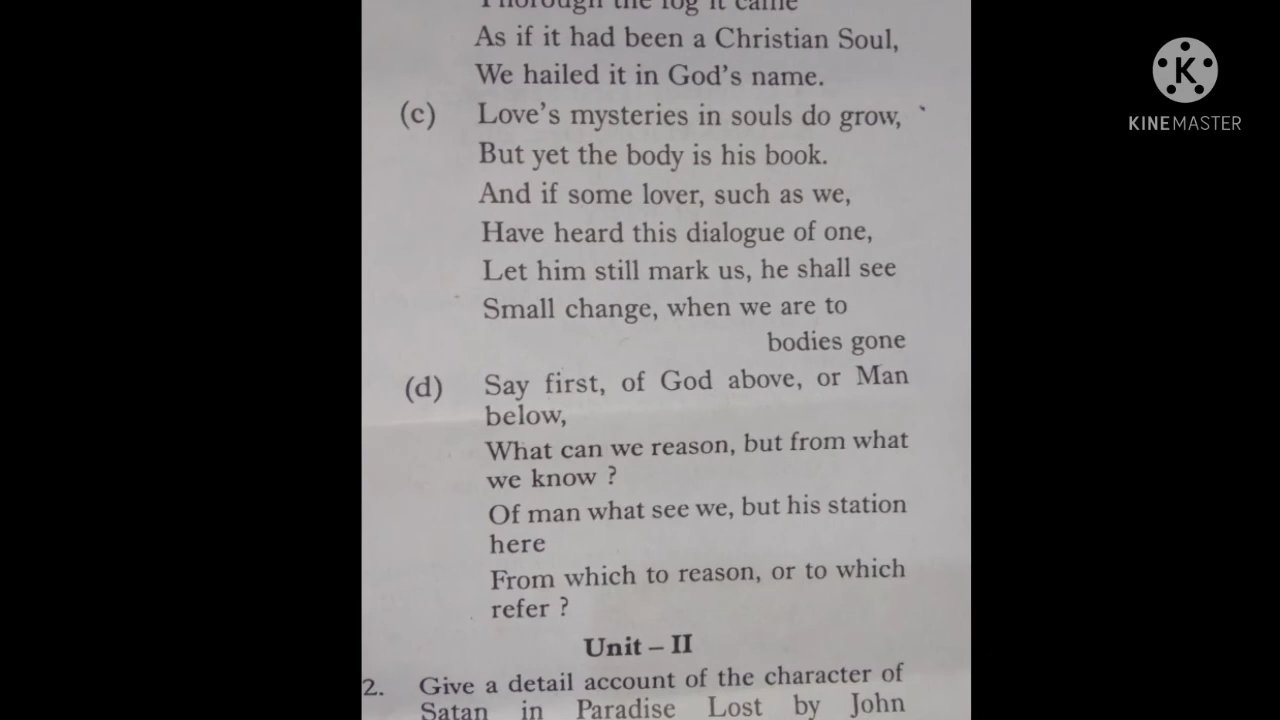 Thorough the fog it came
As if it had been a Christian Soul,
We hailed it in God's name.
(c) Love's mysteries in souls do grow,
But yet the body is his book.
And if some lover, such as we,
Have heard this dialogue of one,
Let him still mark us, he shall see
Small change, when we are to
bodies gone
(d) Say first, of God above, or Man
below,
What can we reason, but from what
we know ?
Of man what see we, but his station
here
From which to reason, or to which
refer ?
Unit – II
2. Give a detail account of the character of
Satan in Paradise Lost by John
K
KINEMASTER